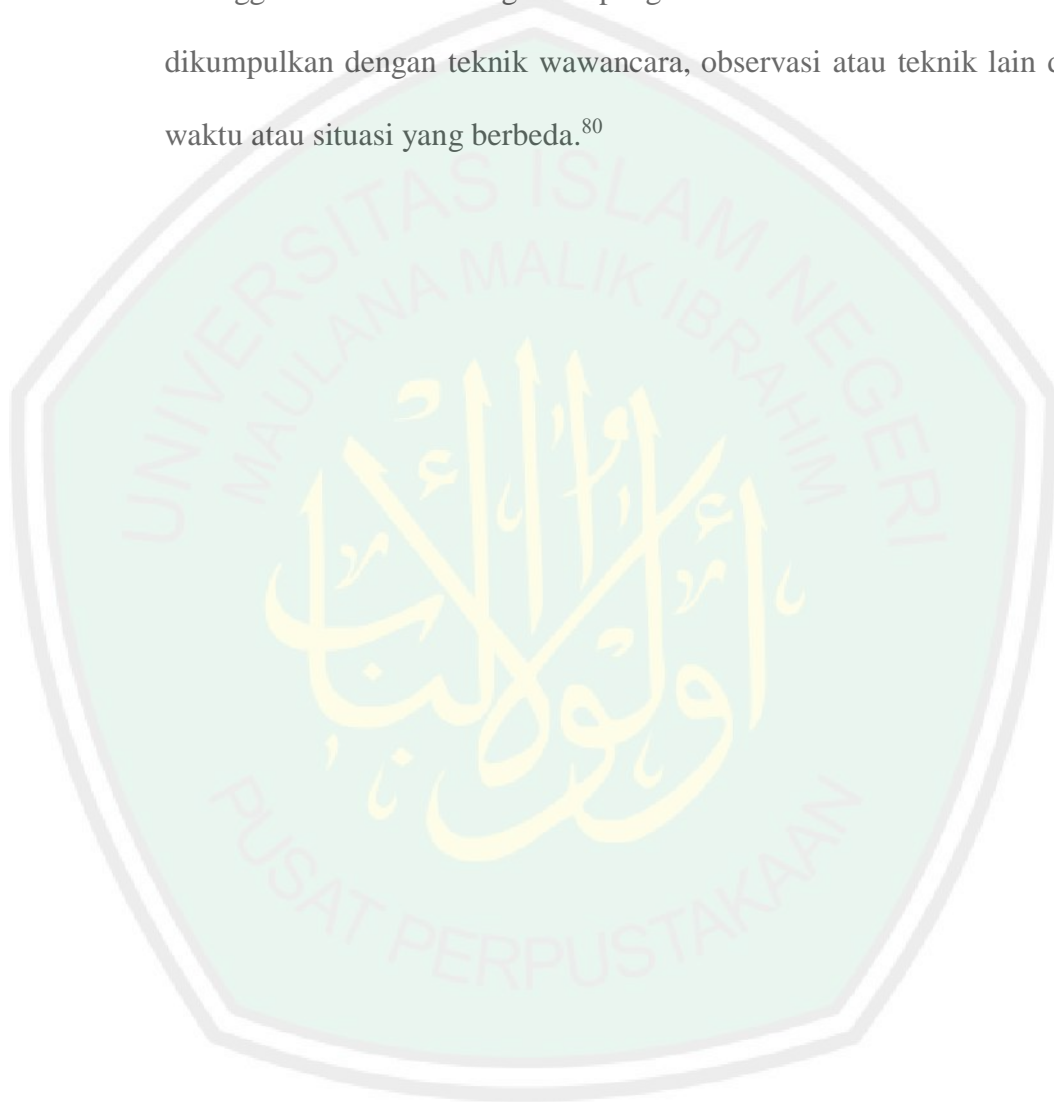 dikumpulkan dengan teknik wawancara, observasi atau teknik lain
waktu atau situasi yang berbeda.80
UNIVERSITAS ISLAM NEGERI
MAULANA MALIK IBRAHIM
أولوا الألباب
PUSAT PERPUSTAKAAN